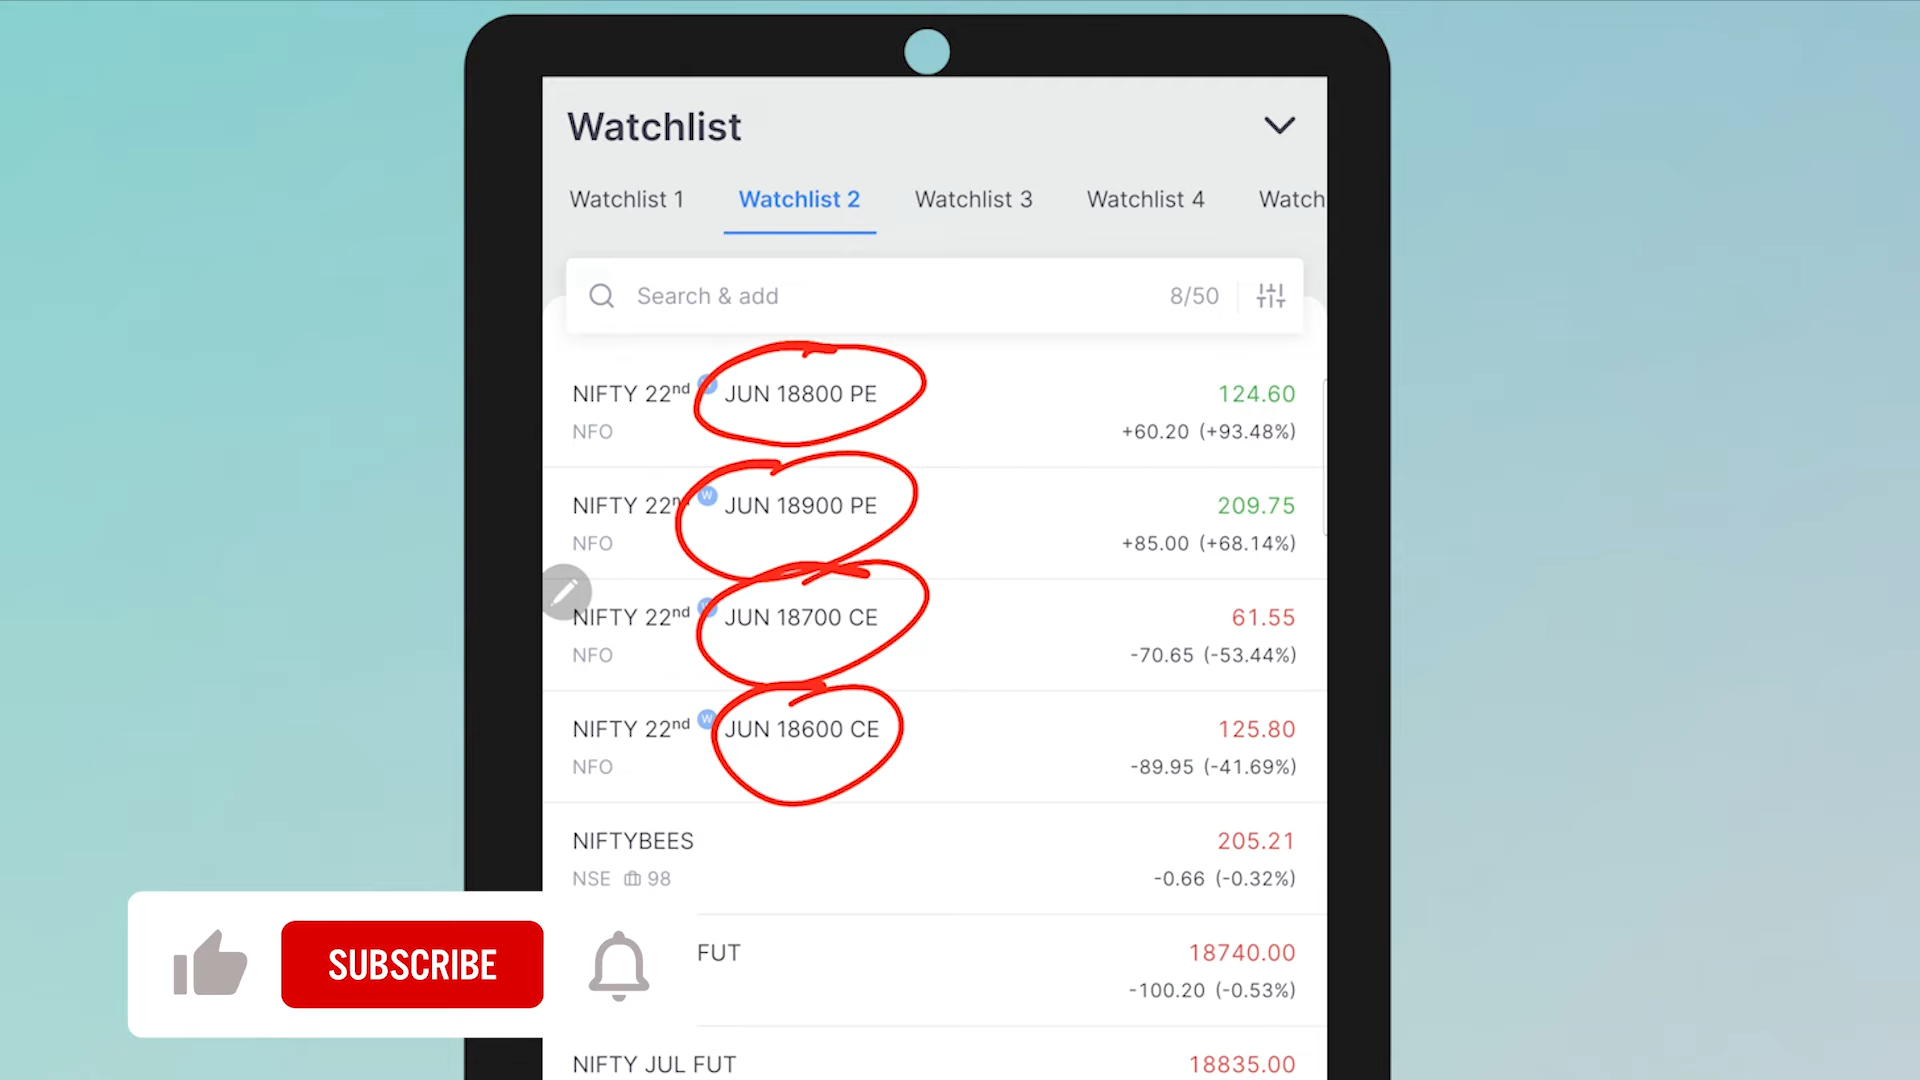 Watchlist
Watchlist 1 Watchlist 2 Watchlist 3 Watchlist 4 Watch
Search & add 8/50
NIFTY 22nd JUN 18800 PE 124.60
NFO +60.20 (+93.48%)
NIFTY 22nd W JUN 18900 PE 209.75
NFO +85.00 (+68.14%)
NIFTY 22nd W JUN 18700 CE 61.55
NFO -70.65 (-53.44%)
NIFTY 22nd W JUN 18600 CE 125.80
NFO -89.95 (-41.69%)
NIFTYBEES 205.21
NSE 98 -0.66 (-0.32%)
FUT 18740.00
SUBSCRIBE
-100.20 (-0.53%)
NIFTY JUL FUT 18835.00